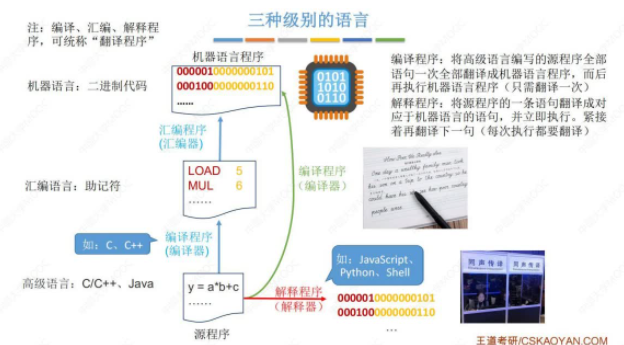 三种级别的语言
注：编译、汇编、解释程
序，可统称“翻译程序”
机器语言程序
机器语言：二进制代码
0000010000000101
0001000000000110
......
0101
1010
0110
编译程序：将高级语言编写的源程序全部
语句一次全部翻译成机器语言程序，而后
再执行机器语言程序（只需翻译一次）
解释程序：将源程序的一条语句翻译成对
应于机器语言的语句，并立即执行。紧接
着再翻译下一句（每次执行都要翻译）
汇编程序
(汇编器)
汇编语言：助记符
LOAD 5
MUL 6
......
编译程序
（编译器）
如：C、C++
编译程序
(编译器)
高级语言：C/C++、Java
y = a*b+c
......
源程序
解释程序
（解释器）
如：JavaScript、
Python、Shell
0000010000000101
0001000000000110
...
同声传译 同声传译
王道考研/CSKAOYAN.COM